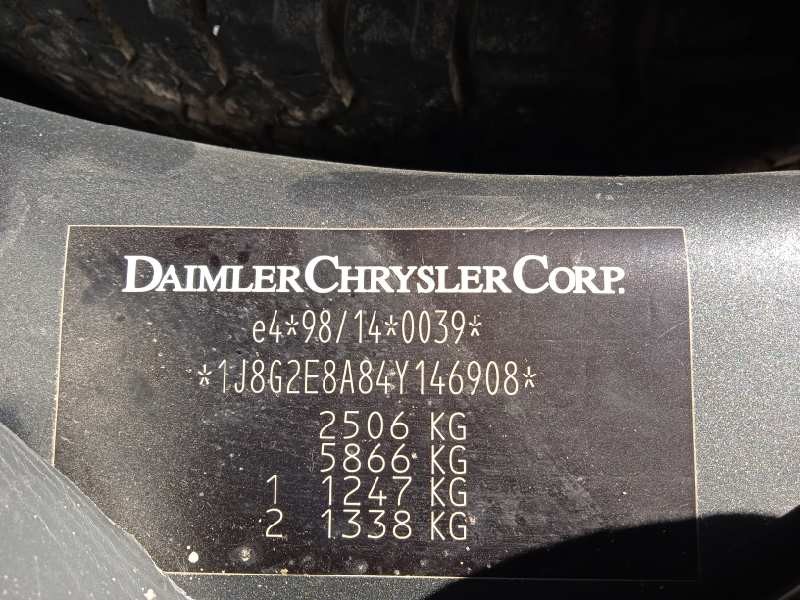 DAIMLERCHRYSLER CORP.
e4*98/14*0039*
*1J8G2E8A84Y146908*
2506 KG
5866 KG
1 1247 KG
2 1338 KG